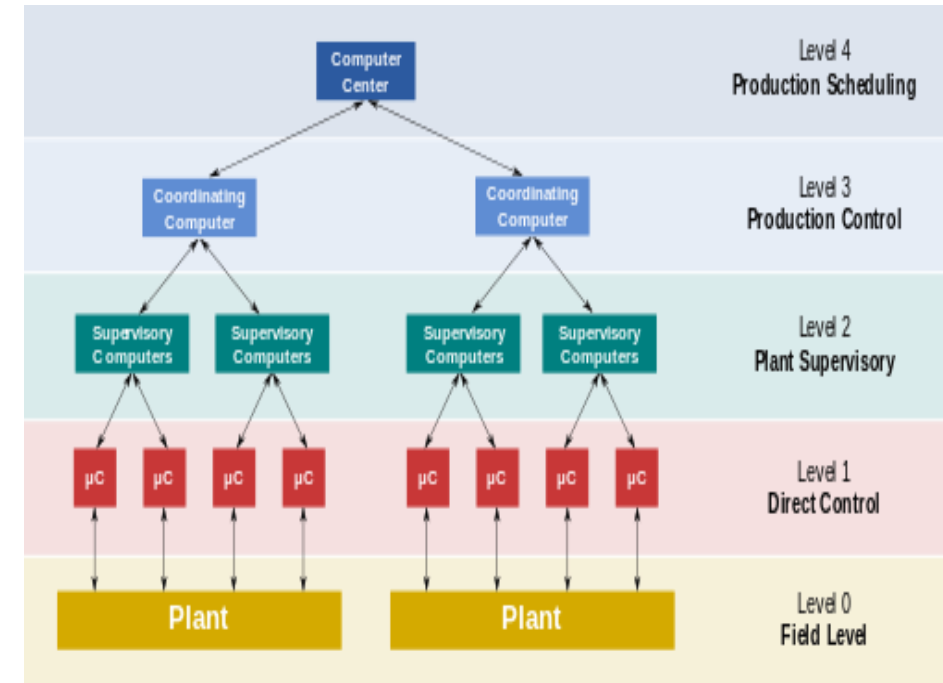 Computer
Center
Level 4
Production Scheduling
Coordinating
Computer
Coordinating
Computer
Level 3
Production Control
Supervisory
Computers
Supervisory
Computers
Supervisory
Computers
Supervisory
Computers
Level 2
Plant Supervisory
µC
µC
µC
µC
µC
µC
µC
µC
Level 1
Direct Control
Plant
Plant
Level 0
Field Level